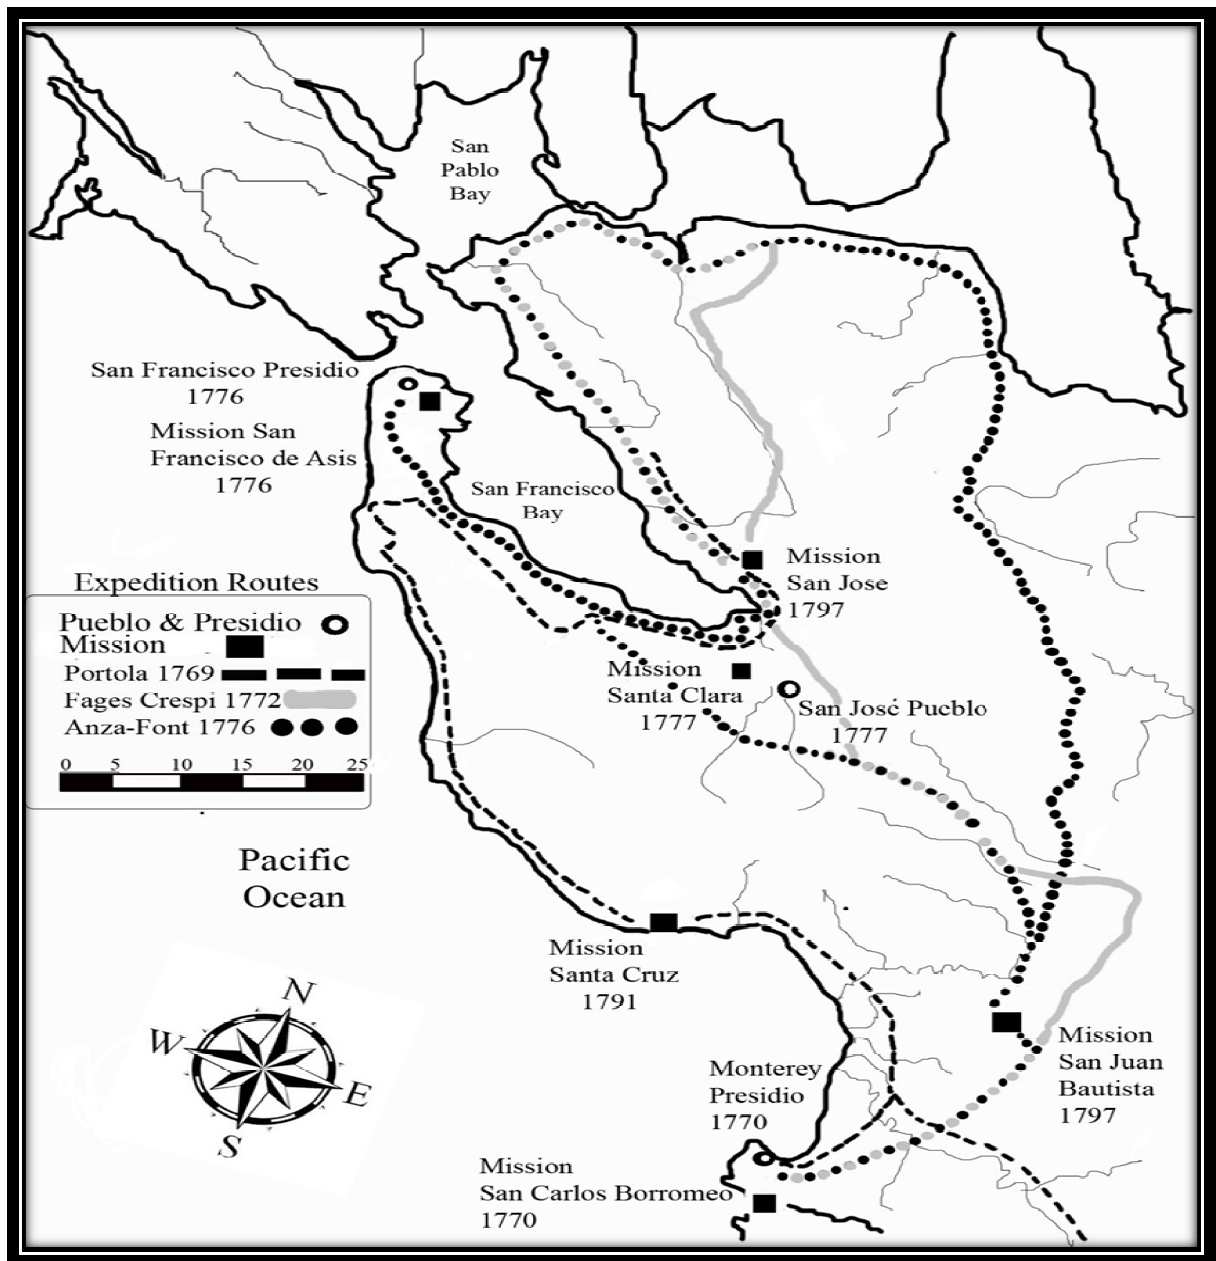 San
Pablo
Bay
San Francisco Presidio
1776
Mission San
Francisco de Asis
1776
San Francisco
Bay
Mission
San Jose
1797
Expedition Routes
Pueblo & Presidio
Mission
Portola 1769
Fages Crespi 1772
Anza-Font 1776
0 5 10 15 20 25
Mission
Santa Clara
1777
San José Pueblo
1777
Pacific
Ocean
Mission
Santa Cruz
1791
N
W
E
S
Mission
San Juan
Bautista
1797
Monterey
Presidio
1770
Mission
San Carlos Borromeo
1770